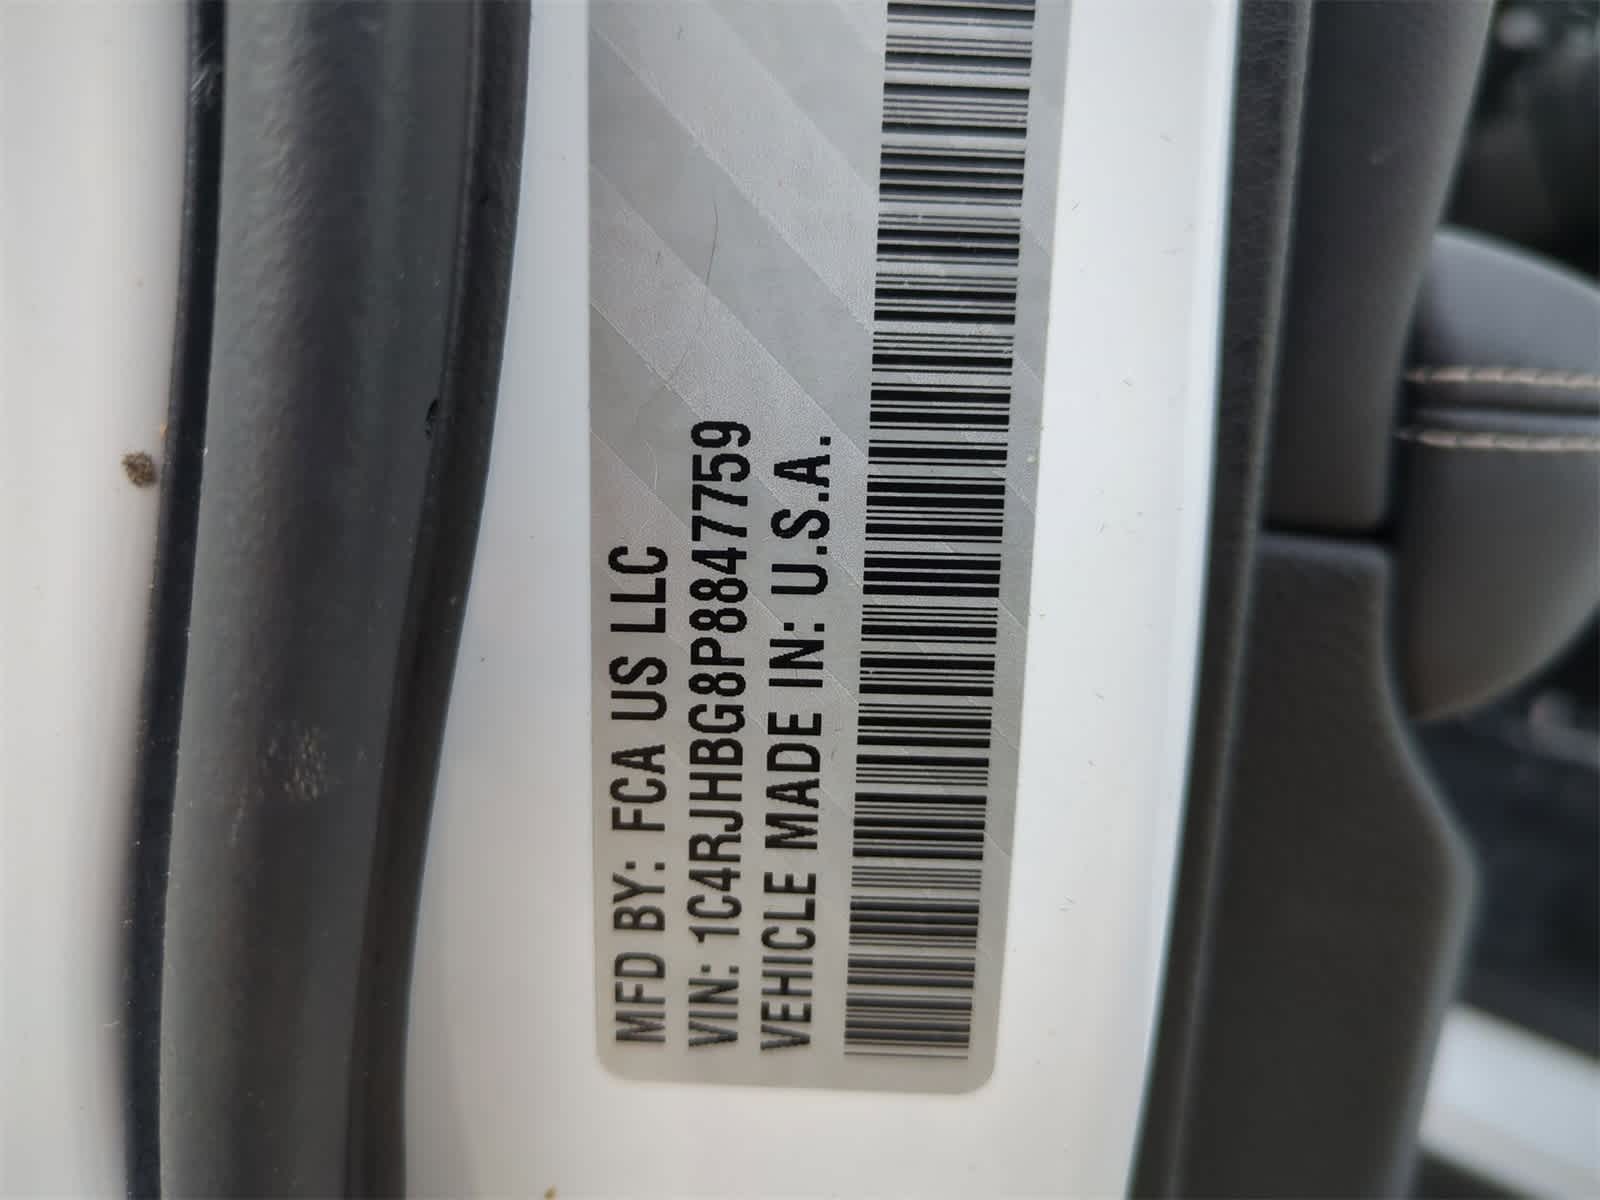 MFD BY: FCA US LLC
VIN: 1C4RJHBG8P8847759
VEHICLE MADE IN: U.S.A.